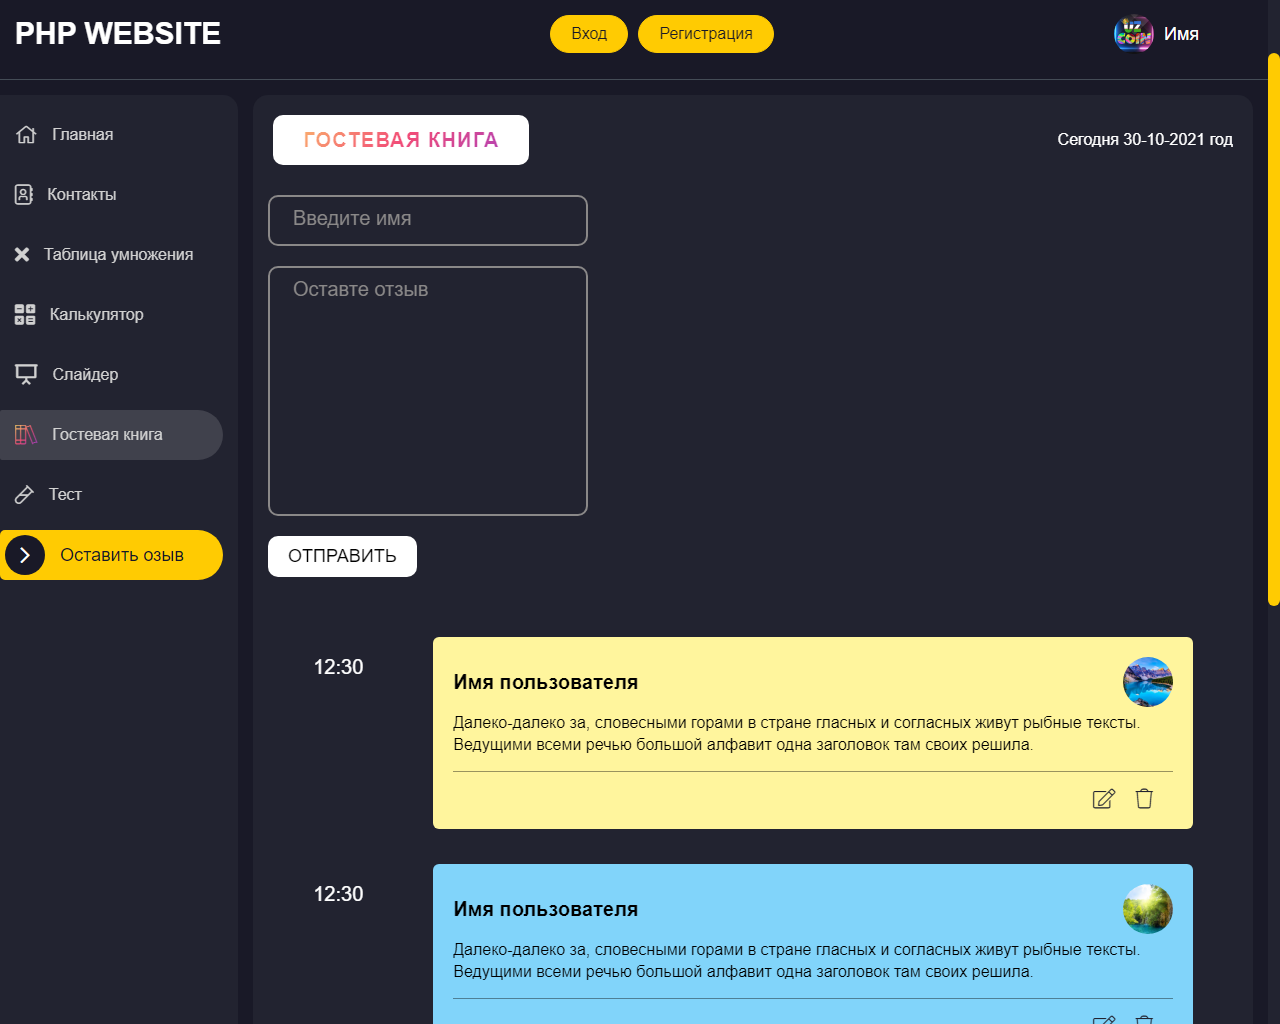 PHP WEBSITE
Вход
Регистрация
UZ COIN
Имя
Главная
Контакты
Таблица умножения
Калькулятор
Слайдер
Гостевая книга
Тест
Оставить озыв
ГОСТЕВАЯ КНИГА
Сегодня 30-10-2021 год
Введите имя
Оставте отзыв
ОТПРАВИТЬ
12:30
Имя пользователя
Далеко-далеко за, словесными горами в стране гласных и согласных живут рыбные тексты.
Ведущими всеми речью большой алфавит одна заголовок там своих решила.
12:30
Имя пользователя
Далеко-далеко за, словесными горами в стране гласных и согласных живут рыбные тексты.
Ведущими всеми речью большой алфавит одна заголовок там своих решила.